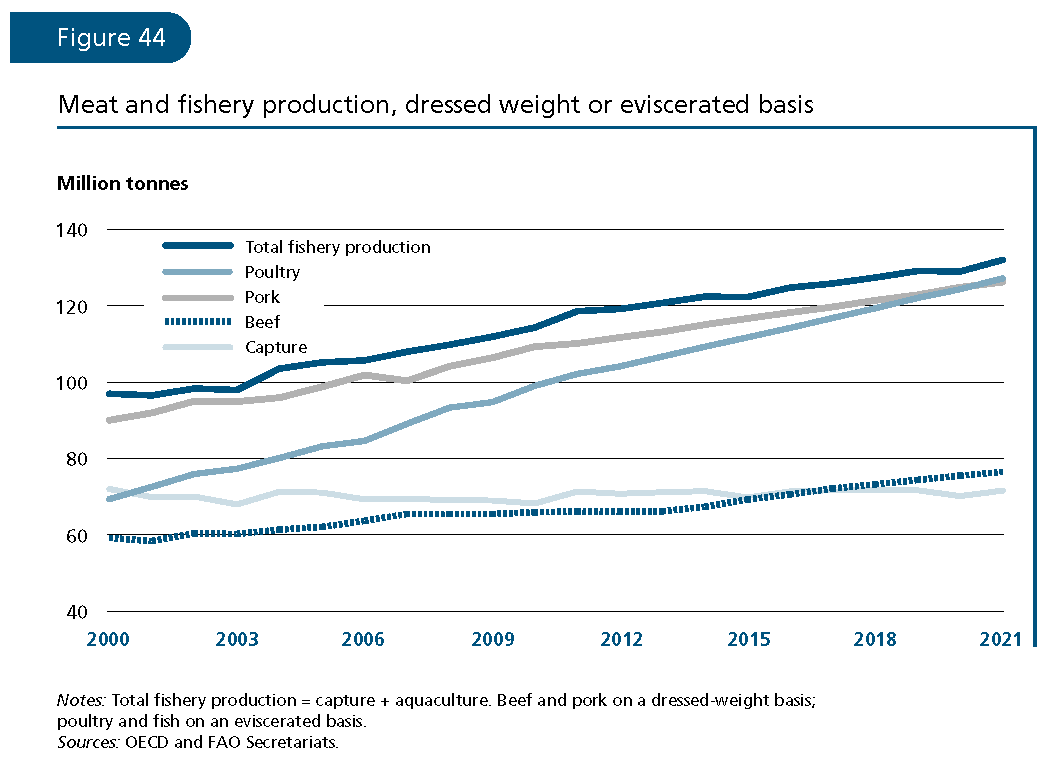 Figure 44
Meat and fishery production, dressed weight or eviscerated basis
Million tonnes
140
120
100
80
60
40
Total fishery production
Poultry
Pork
Beef
Capture
2000 2003 2006 2009 2012 2015 2018 2021
Notes: Total fishery production = capture + aquaculture. Beef and pork on a dressed-weight basis;
poultry and fish on an eviscerated basis.
Sources: OECD and FAO Secretariats.